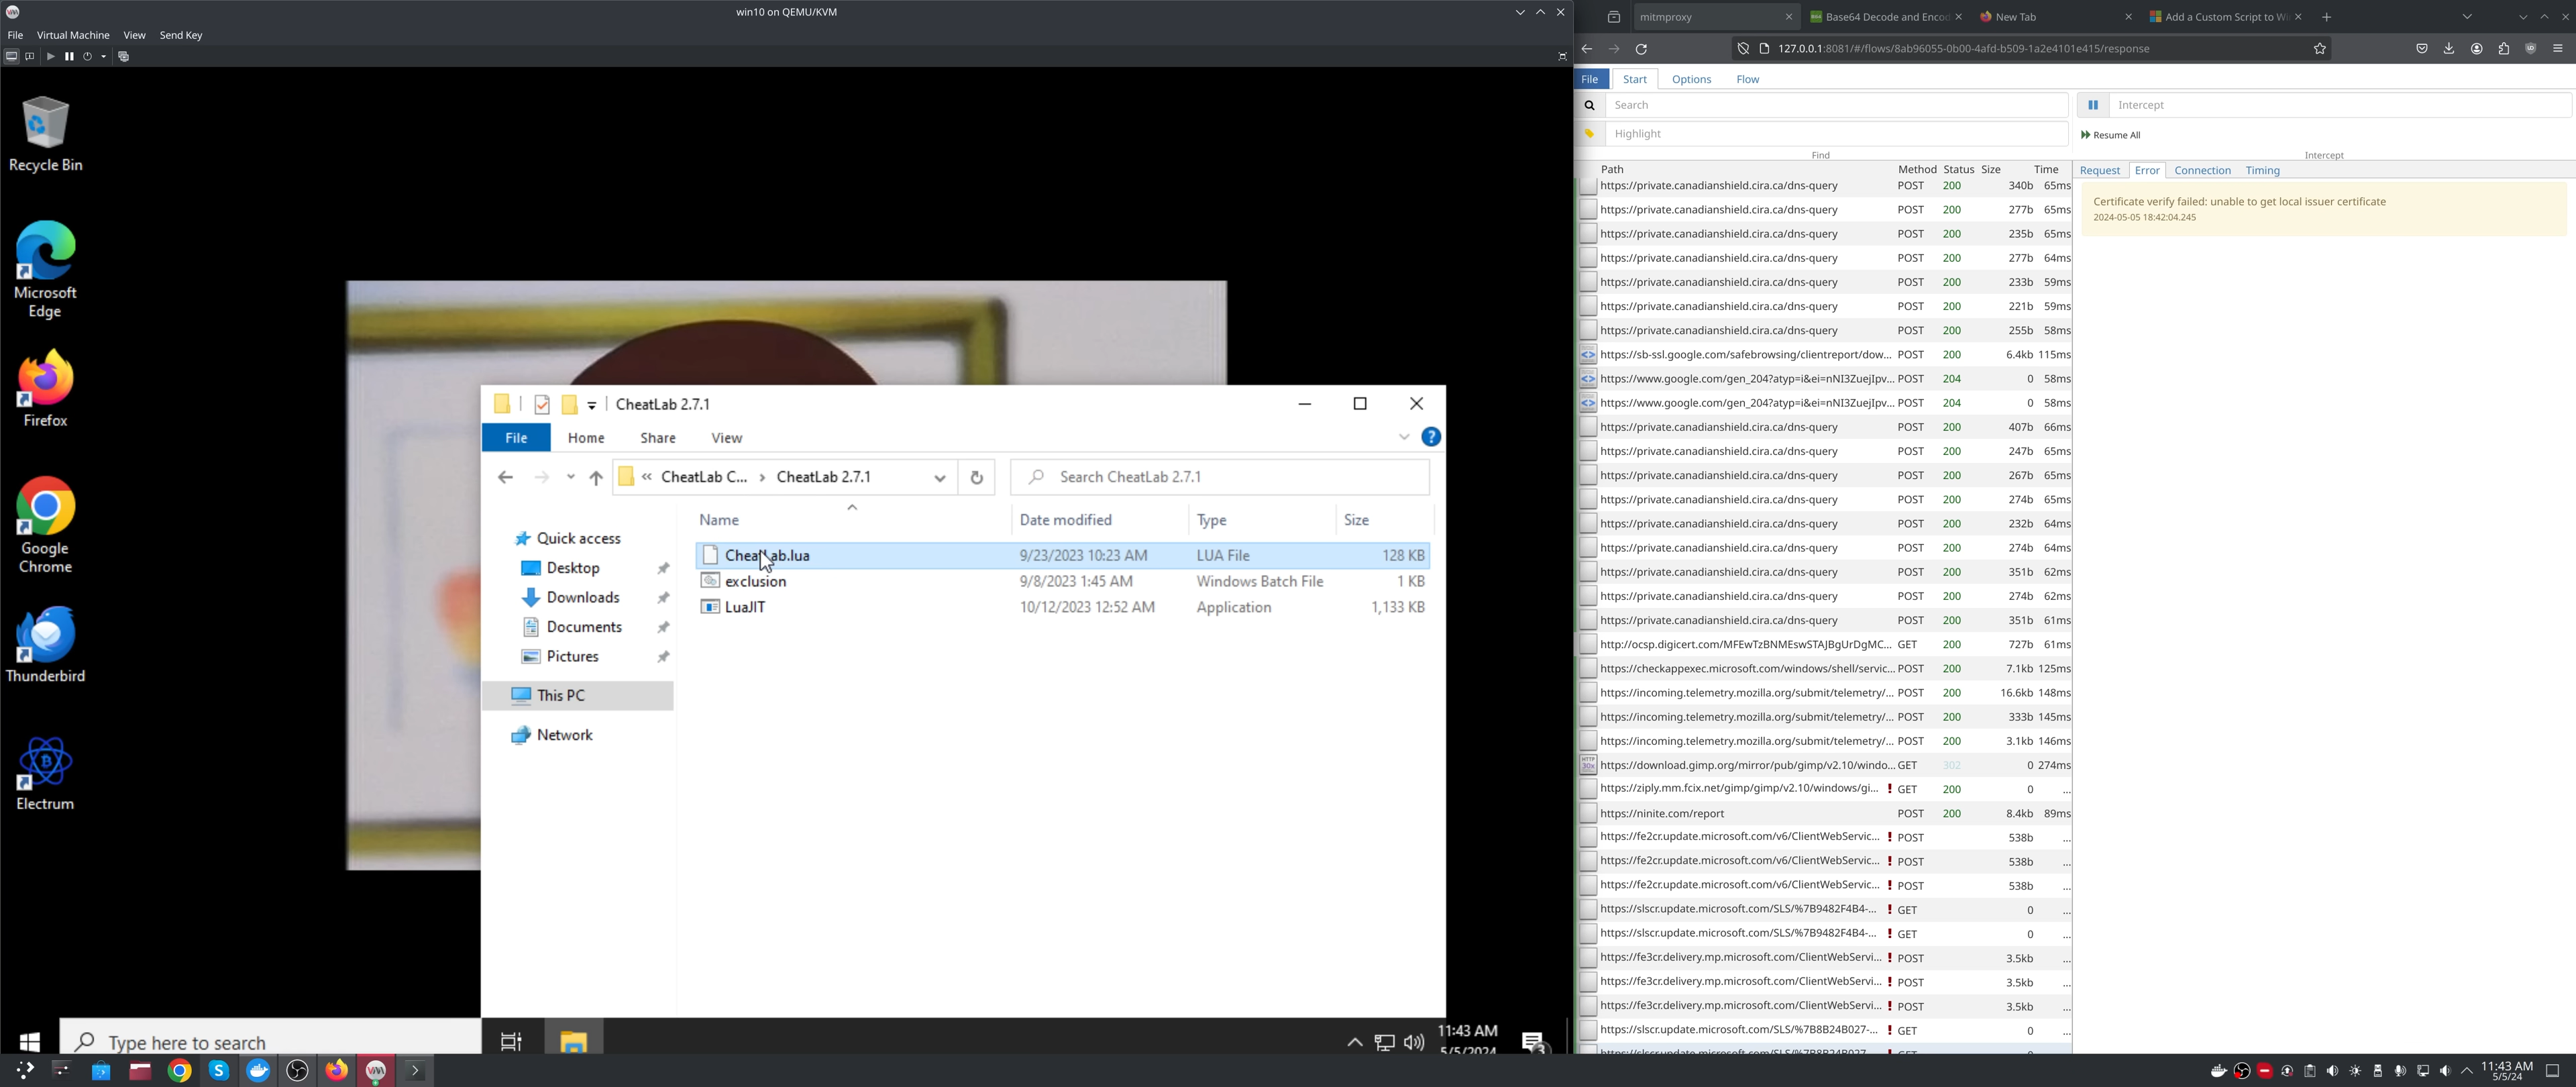 win10 on QEMU/KVM
File Virtual Machine View Send Key
Recycle Bin
Microsoft
Edge
Firefox
Google
Chrome
Thunderbird
Electrum
CheatLab 2.7.1
File Home Share View
« CheatLab C... › CheatLab 2.7.1
Search CheatLab 2.7.1
Name Date modified Type Size
Quick access
Desktop
Downloads
Documents
Pictures
This PC
Network
CheatLab.lua 9/23/2023 10:23 AM LUA File 128 KB
exclusion 9/8/2023 1:45 AM Windows Batch File 1 KB
LuaJIT 10/12/2023 12:52 AM Application 1,133 KB
Type here to search
11:43 AM
5/5/2024
mitmproxy
Base64 Decode and Encod
New Tab
Add a Custom Script to Wi
127.0.0.1:8081/#/flows/8ab96055-0b00-4afd-b509-1a2e4101e415/response
File Start Options Flow
Search
Intercept
Highlight
Resume All
Find
Intercept
Path Method Status Size Time
https://private.canadianshield.cira.ca/dns-query POST 200 340b 65ms
https://private.canadianshield.cira.ca/dns-query POST 200 277b 65ms
https://private.canadianshield.cira.ca/dns-query POST 200 235b 65ms
https://private.canadianshield.cira.ca/dns-query POST 200 277b 64ms
https://private.canadianshield.cira.ca/dns-query POST 200 233b 59ms
https://private.canadianshield.cira.ca/dns-query POST 200 221b 59ms
https://private.canadianshield.cira.ca/dns-query POST 200 255b 58ms
https://sb-ssl.google.com/safebrowsing/clientreport/dow... POST 200 6.4kb 115ms
https://www.google.com/gen_204?atyp=i&ei=nNI3ZuejIpv... POST 204 0 58ms
https://www.google.com/gen_204?atyp=i&ei=nNI3ZuejIpv... POST 204 0 58ms
https://private.canadianshield.cira.ca/dns-query POST 200 407b 66ms
https://private.canadianshield.cira.ca/dns-query POST 200 247b 65ms
https://private.canadianshield.cira.ca/dns-query POST 200 267b 65ms
https://private.canadianshield.cira.ca/dns-query POST 200 274b 65ms
https://private.canadianshield.cira.ca/dns-query POST 200 232b 64ms
https://private.canadianshield.cira.ca/dns-query POST 200 274b 64ms
https://private.canadianshield.cira.ca/dns-query POST 200 351b 62ms
https://private.canadianshield.cira.ca/dns-query POST 200 274b 62ms
https://private.canadianshield.cira.ca/dns-query POST 200 351b 61ms
http://ocsp.digicert.com/MFEwTzBNMEswSTAJBgUrDgMC... GET 200 727b 61ms
https://checkappexec.microsoft.com/windows/shell/servic... POST 200 7.1kb 125ms
https://incoming.telemetry.mozilla.org/submit/telemetry/... POST 200 16.6kb 148ms
https://incoming.telemetry.mozilla.org/submit/telemetry/... POST 200 333b 145ms
https://incoming.telemetry.mozilla.org/submit/telemetry/... POST 200 3.1kb 146ms
https://download.gimp.org/mirror/pub/gimp/v2.10/windo... GET 302 0 274ms
https://ziply.mm.fcix.net/gimp/gimp/v2.10/windows/gi... ! GET 200 0 ...
https://ninite.com/report POST 200 8.4kb 89ms
https://fe2cr.update.microsoft.com/v6/ClientWebServic... ! POST 538b ...
https://fe2cr.update.microsoft.com/v6/ClientWebServic... ! POST 538b ...
https://fe2cr.update.microsoft.com/v6/ClientWebServic... ! POST 538b ...
https://slscr.update.microsoft.com/SLS/%7B9482F4B4-... ! GET 0 ...
https://slscr.update.microsoft.com/SLS/%7B9482F4B4-... ! GET 0 ...
https://fe3cr.delivery.mp.microsoft.com/ClientWebServi... ! POST 3.5kb ...
https://fe3cr.delivery.mp.microsoft.com/ClientWebServi... ! POST 3.5kb ...
https://fe3cr.delivery.mp.microsoft.com/ClientWebServi... ! POST 3.5kb ...
https://slscr.update.microsoft.com/SLS/%7B8B24B027-... ! GET 0 ...
Request Error Connection Timing
Certificate verify failed: unable to get local issuer certificate
2024-05-05 18:42:04.245
11:43 AM
5/5/24